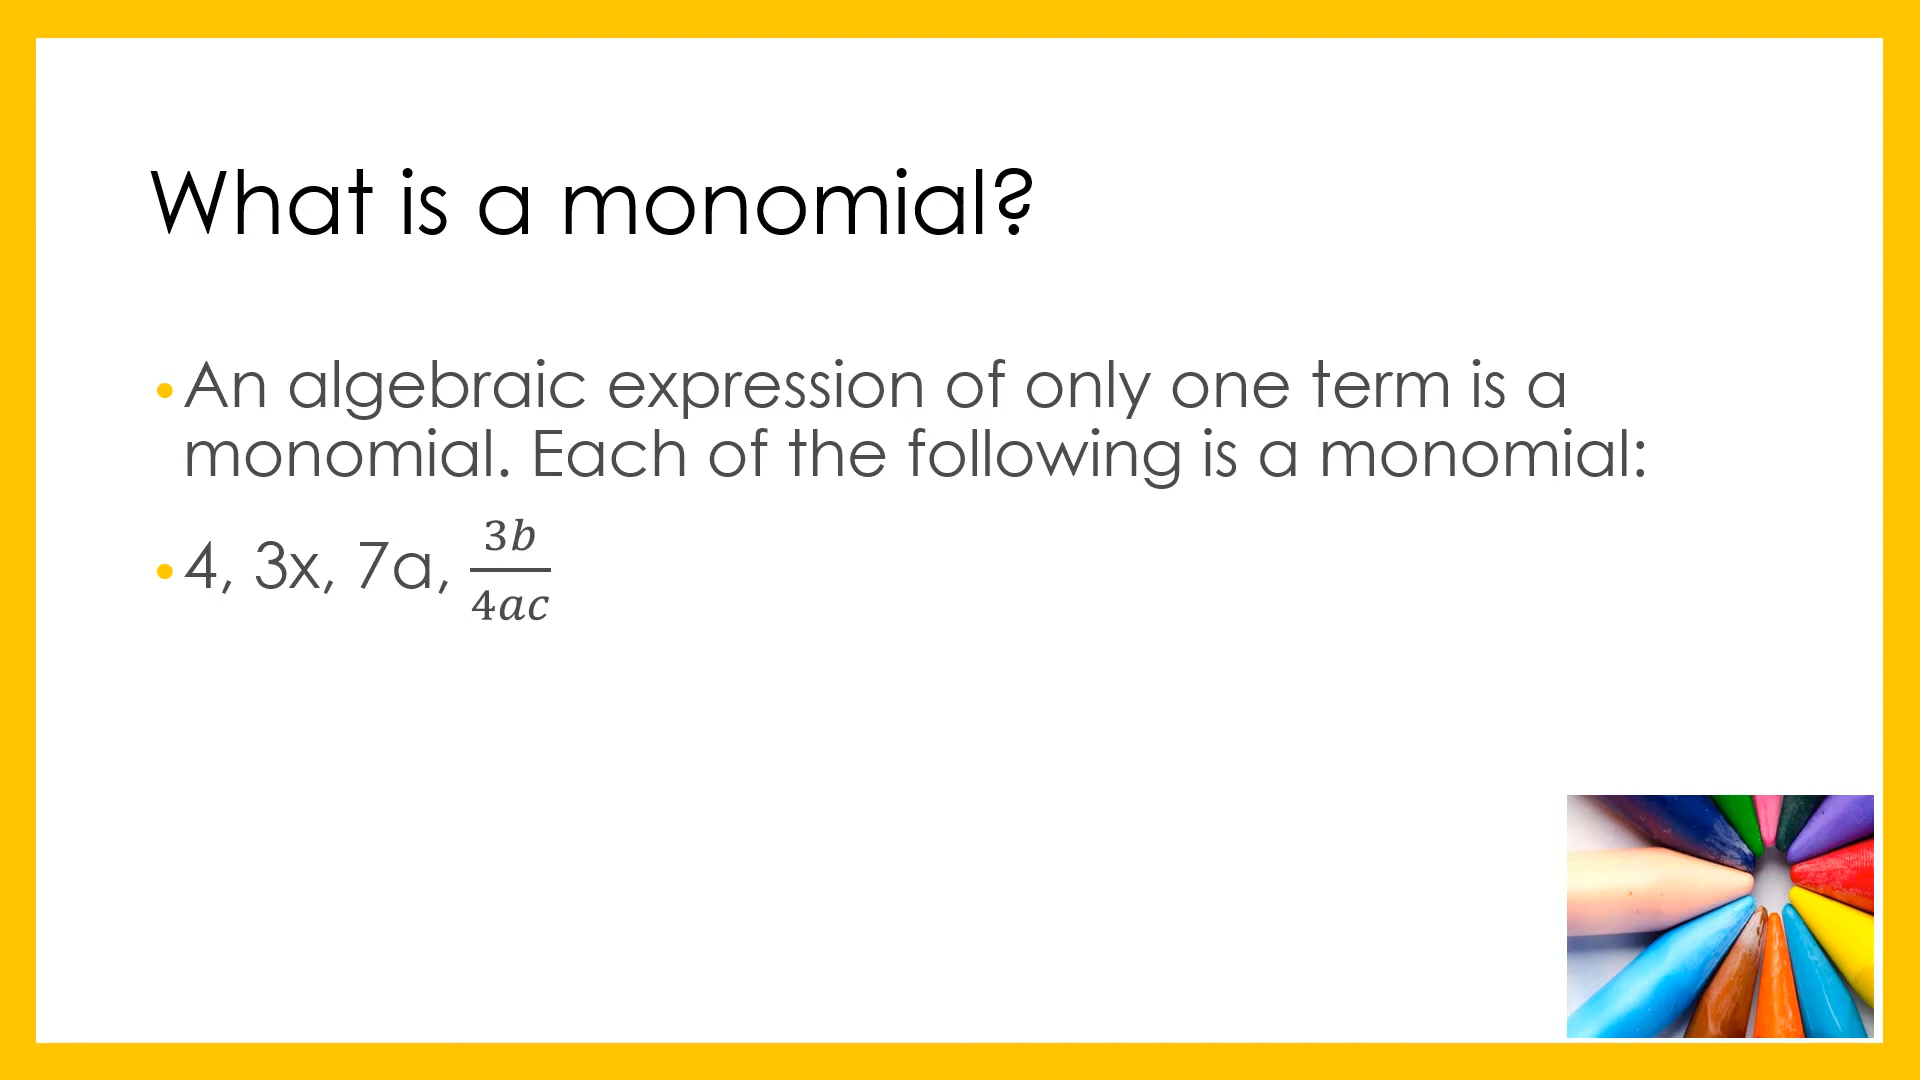 What is a monomial?
• An algebraic expression of only one term is a
monomial. Each of the following is a monomial:
• 4, 3x, 7a, \frac{3b}{4ac}